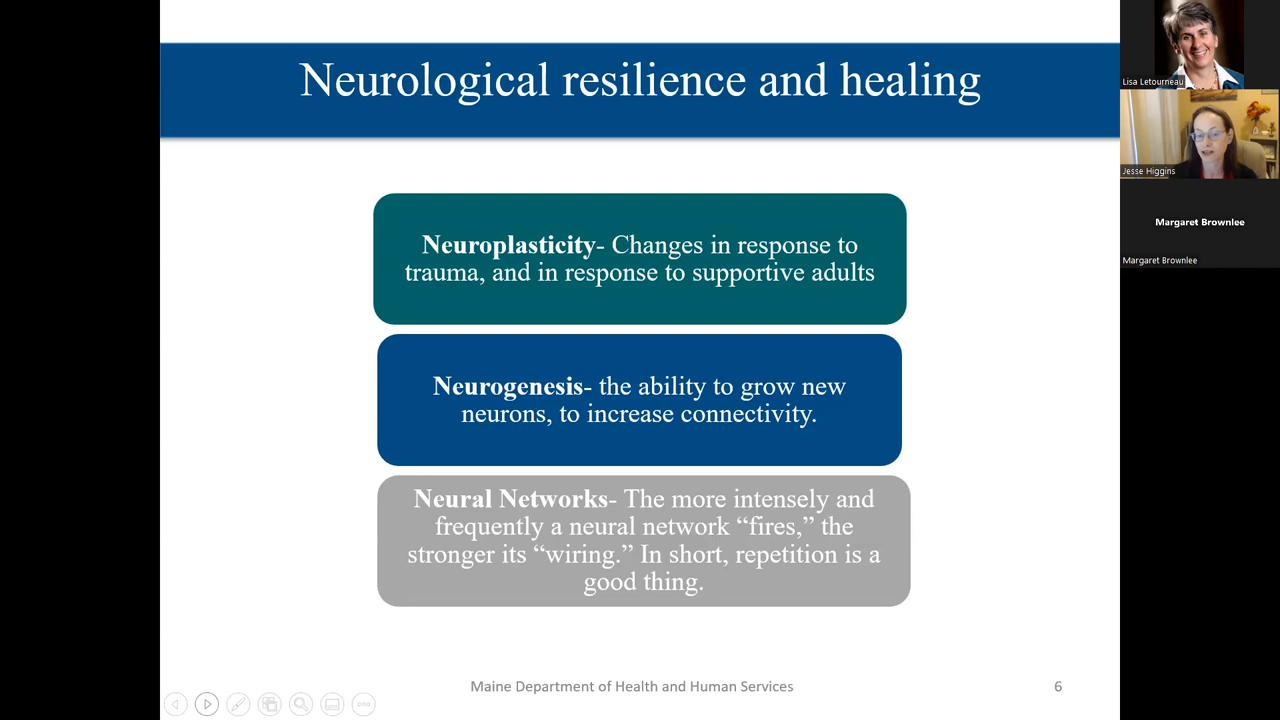 Neurological resilience and healing
Neuroplasticity- Changes in response to
trauma, and in response to supportive adults
Neurogenesis- the ability to grow new
neurons, to increase connectivity.
Neural Networks- The more intensely and
frequently a neural network “fires,” the
stronger its “wiring.” In short, repetition is a
good thing.
Maine Department of Health and Human Services
6
Lisa Letourneau
Jesse Higgins
Margaret Brownlee
Margaret Brownlee